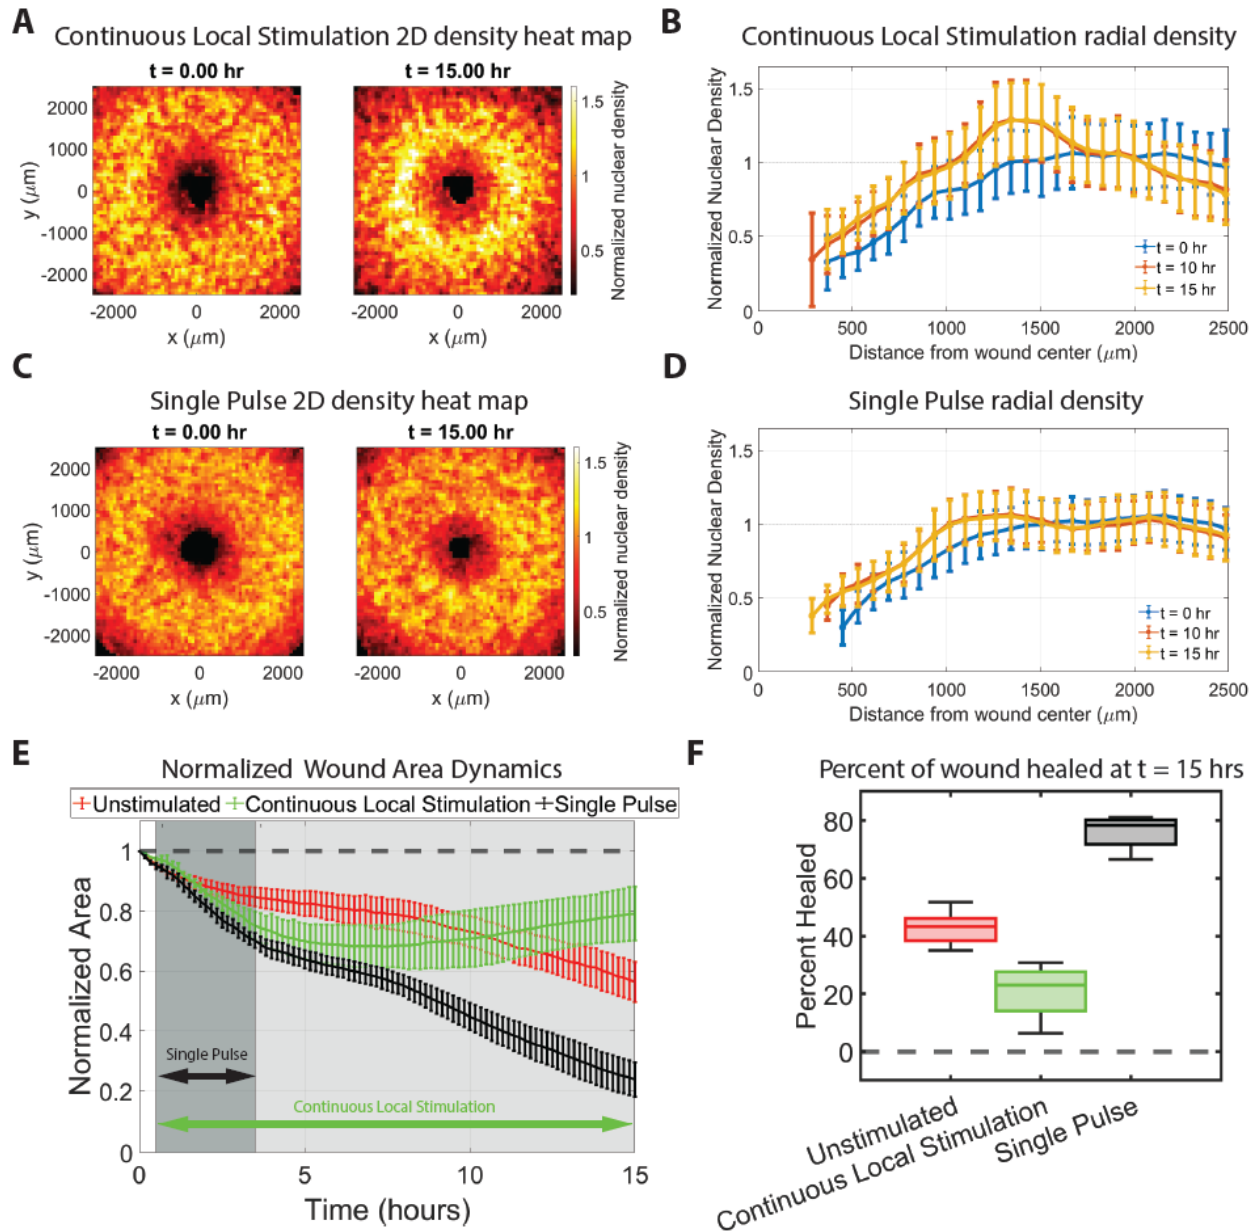 A
Continuous Local Stimulation 2D density heat map
t = 0.00 hr
t = 15.00 hr
2000
1000
0
-1000
-2000
y (μm)
-2000
0
2000
x (μm)
-2000
0
2000
x (μm)
1.5
1
0.5
Normalized nuclear density
B
Continuous Local Stimulation radial density
Normalized Nuclear Density
1.5
1
0.5
0
t = 0 hr
t = 10 hr
t = 15 hr
0
500
1000
1500
2000
2500
Distance from wound center (μm)
C
Single Pulse 2D density heat map
t = 0.00 hr
t = 15.00 hr
2000
1000
0
-1000
-2000
y (μm)
-2000
0
2000
x (μm)
-2000
0
2000
x (μm)
1.5
1
0.5
Normalized nuclear density
D
Single Pulse radial density
Normalized Nuclear Density
1.5
1
0.5
0
t = 0 hr
t = 10 hr
t = 15 hr
0
500
1000
1500
2000
2500
Distance from wound center (μm)
E
Normalized Wound Area Dynamics
Unstimulated
Continuous Local Stimulation
Single Pulse
Normalized Area
1
0.8
0.6
0.4
0.2
0
Single Pulse
Continuous Local Stimulation
0
5
10
15
Time (hours)
F
Percent of wound healed at t = 15 hrs
Percent Healed
80
60
40
20
0
Unstimulated
Continuous Local Stimulation
Single Pulse